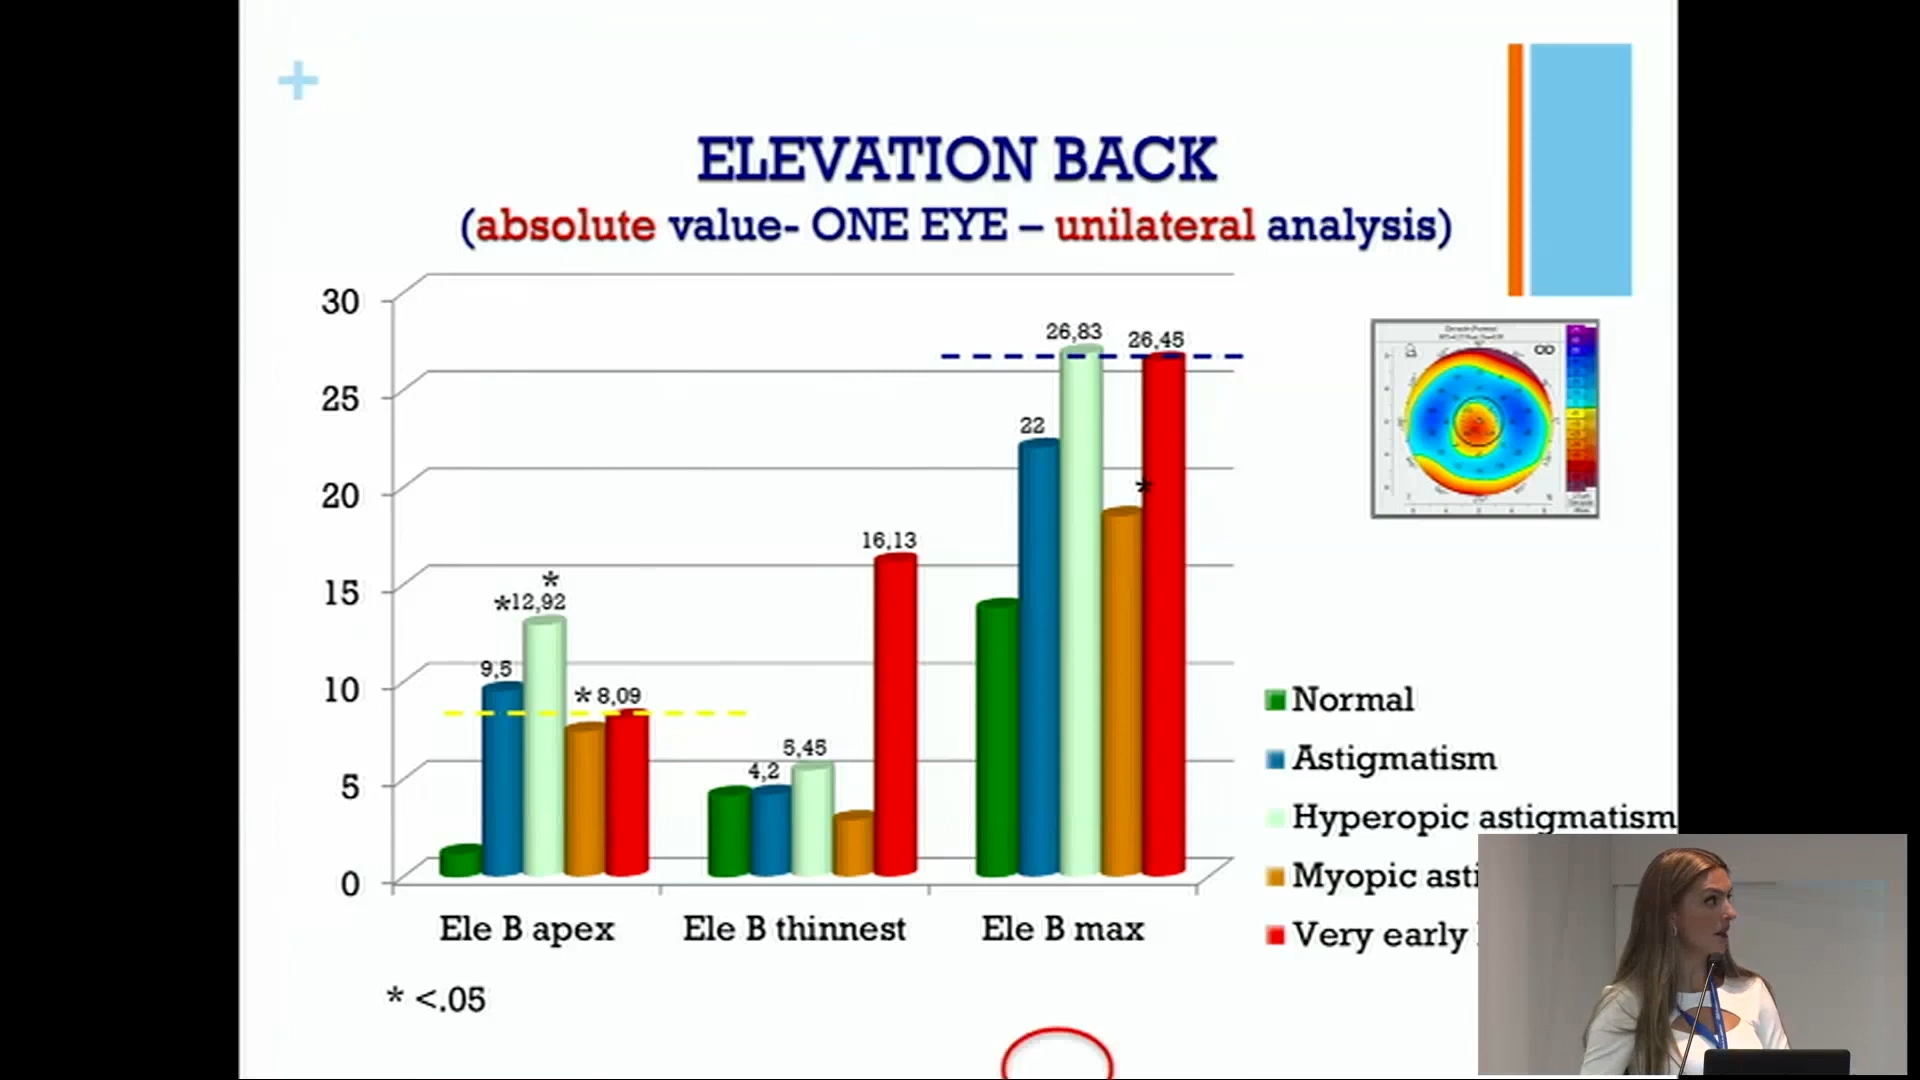 +
ELEVATION BACK
(absolute value- ONE EYE – unilateral analysis)
30
25
20
15
10
5
0
*
*12,92
9,5
* 8,09
4,2
5,45
16,13
22
26,83
26,45
*
Ele B apex
Ele B thinnest
Ele B max
* <.05
Normal
Astigmatism
Hyperopic astigmatism
Myopic asti
Very early